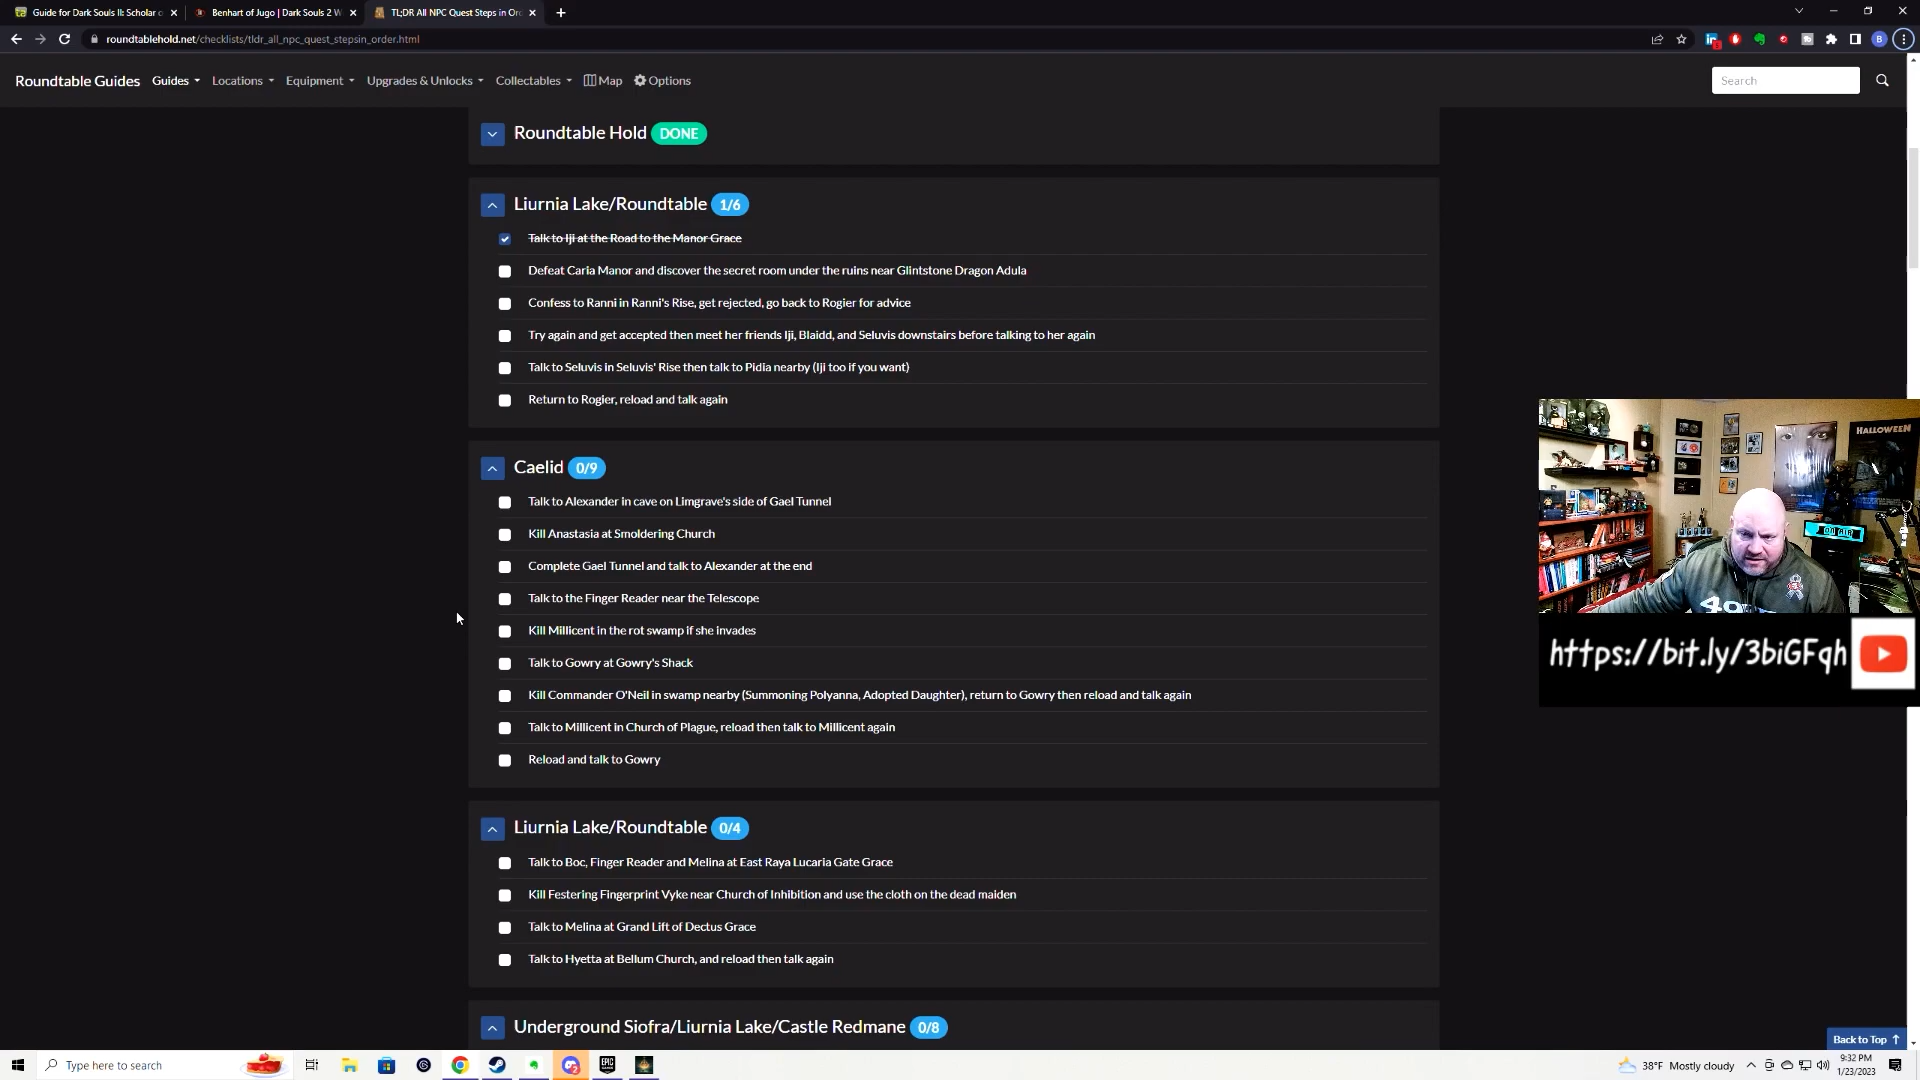 Guide for Dark Souls II: Scholar o
Benhart of Jugo | Dark Souls 2 W
TL;DR All NPC Quest Steps in Orc
roundtablehold.net/checklists/tldr_all_npc_quest_stepsin_order.html
Roundtable Guides Guides Locations Equipment Upgrades & Unlocks Collectables Map Options Search
Roundtable Hold DONE
Liurnia Lake/Roundtable 1/6
Talk to Iji at the Road to the Manor Grace
Defeat Caria Manor and discover the secret room under the ruins near Glintstone Dragon Adula
Confess to Ranni in Ranni's Rise, get rejected, go back to Rogier for advice
Try again and get accepted then meet her friends Iji, Blaidd, and Seluvis downstairs before talking to her again
Talk to Seluvis in Seluvis' Rise then talk to Pidia nearby (Iji too if you want)
Return to Rogier, reload and talk again
Caelid 0/9
Talk to Alexander in cave on Limgrave's side of Gael Tunnel
Kill Anastasia at Smoldering Church
Complete Gael Tunnel and talk to Alexander at the end
Talk to the Finger Reader near the Telescope
Kill Millicent in the rot swamp if she invades
Talk to Gowry at Gowry's Shack
Kill Commander O'Neil in swamp nearby (Summoning Polyanna, Adopted Daughter), return to Gowry then reload and talk again
Talk to Millicent in Church of Plague, reload then talk to Millicent again
Reload and talk to Gowry
Liurnia Lake/Roundtable 0/4
Talk to Boc, Finger Reader and Melina at East Raya Lucaria Gate Grace
Kill Festering Fingerprint Vyke near Church of Inhibition and use the cloth on the dead maiden
Talk to Melina at Grand Lift of Dectus Grace
Talk to Hyetta at Bellum Church, and reload then talk again
Underground Siofra/Liurnia Lake/Castle Redmane 0/8
HALLOWEEN
ON AIR
https://bit.ly/3biGFqh
Back to Top
Type here to search
EPIC GAMES
38°F Mostly cloudy
9:32 PM
1/23/2023